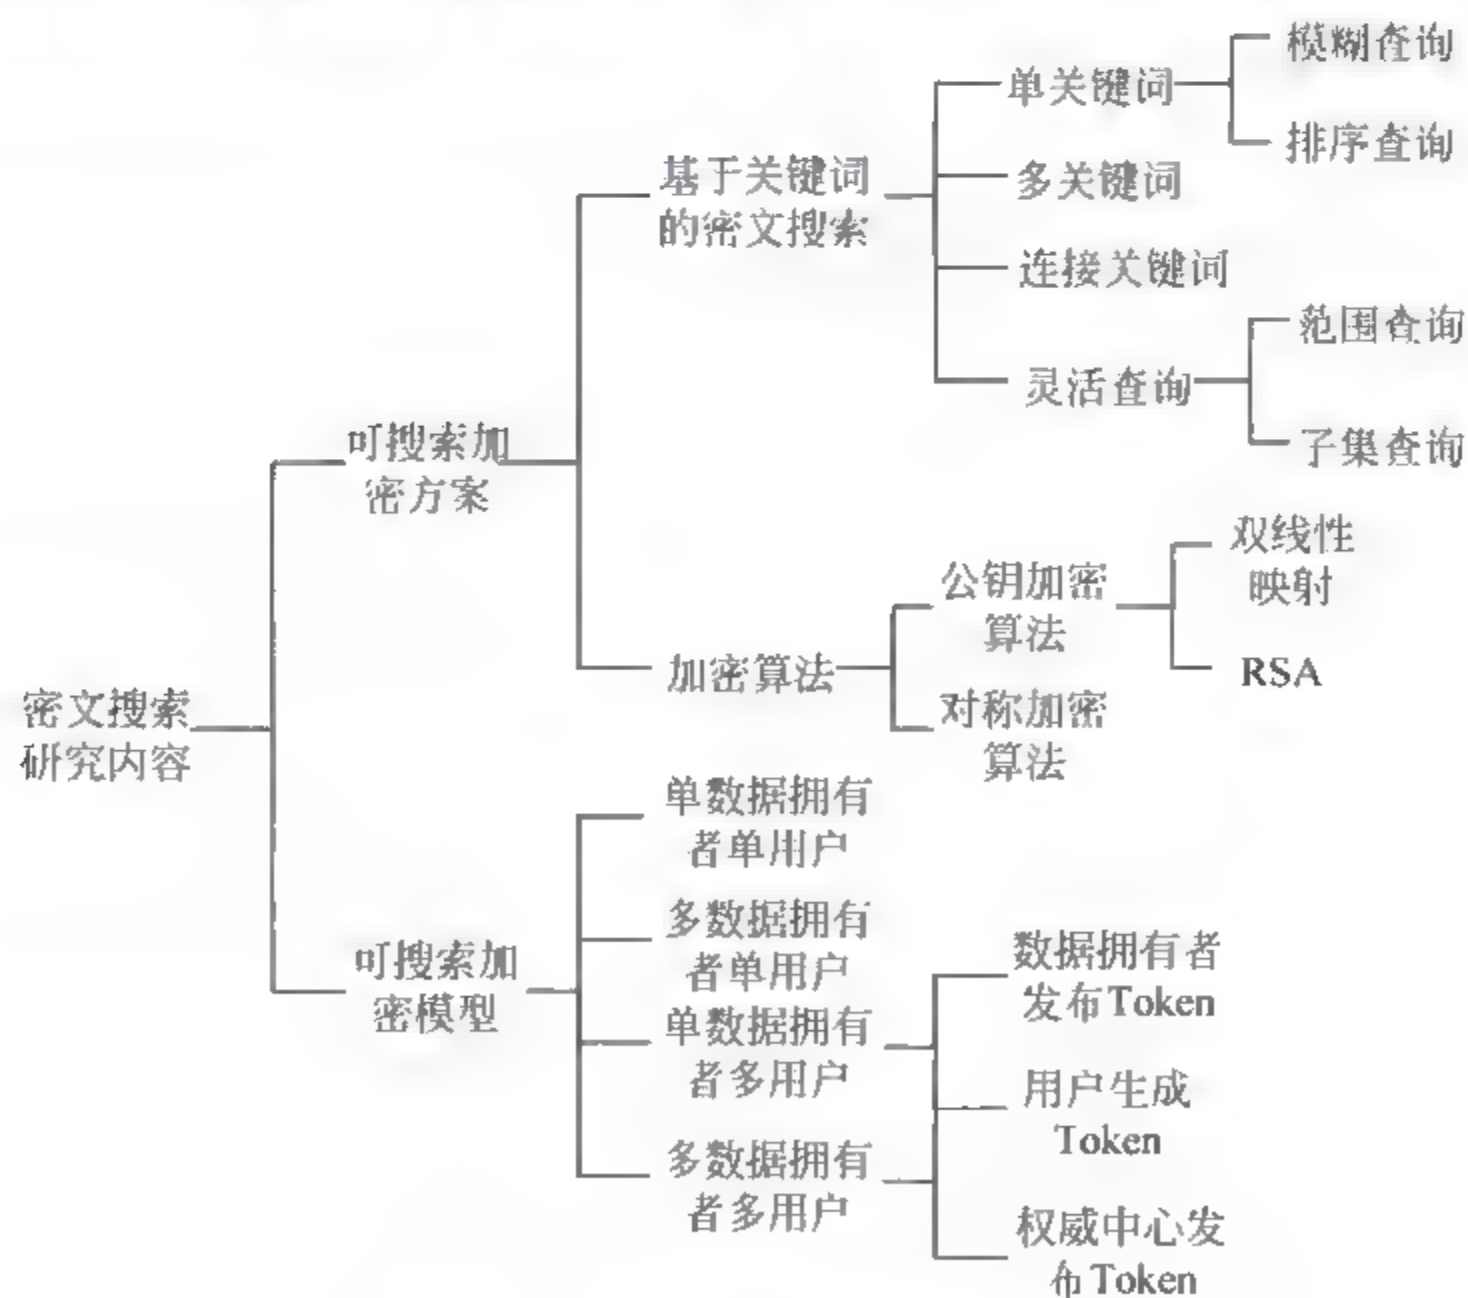 密文搜索
研究内容
可搜索加
密方案
基于关键词
的密文搜索
单关键词
模糊查询
排序查询
多关键词
连接关键词
灵活查询
范围查询
子集查询
加密算法
公钥加密
算法
双线性
映射
RSA
对称加密
算法
可搜索加
密模型
单数据拥有
者单用户
多数据拥有
者单用户
单数据拥有
者多用户
多数据拥有
者多用户
数据拥有者
发布Token
用户生成
Token
权威中心发
布Token